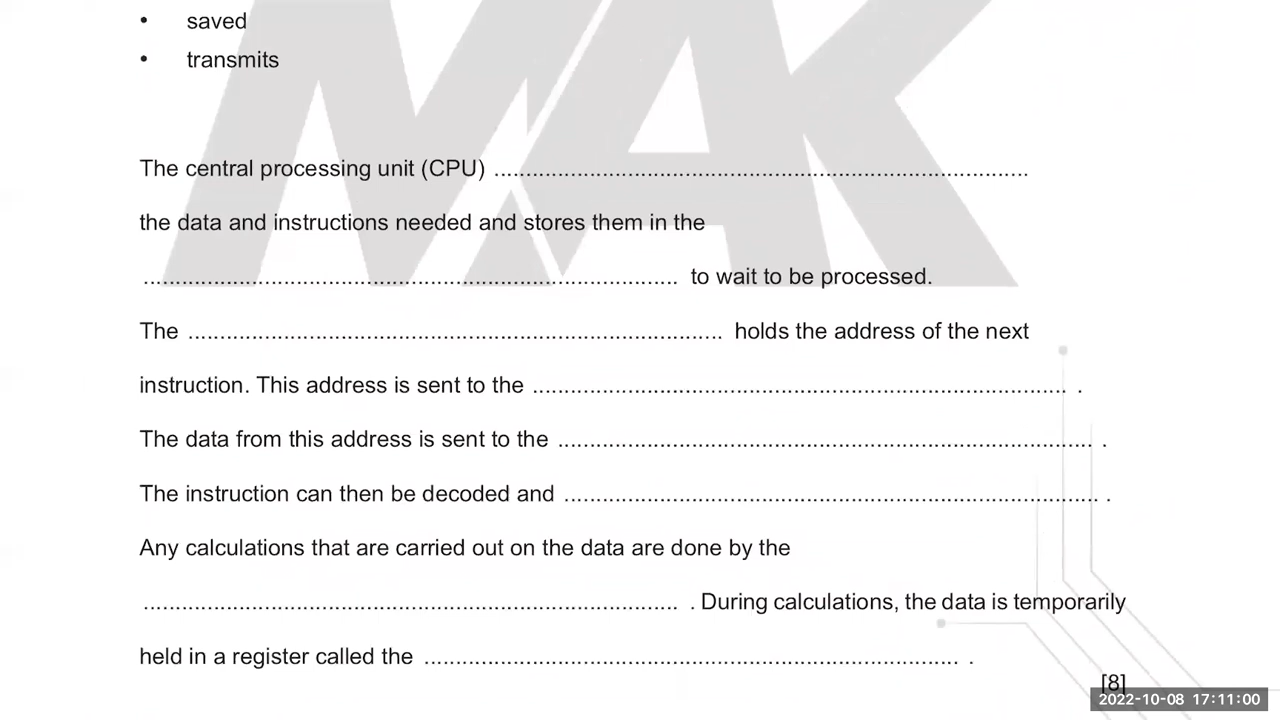 • saved
• transmits
MAK
The central processing unit (CPU) ....................................................................................
the data and instructions needed and stores them in the
.................................................................................... to wait to be processed.
The .................................................................................... holds the address of the next
instruction. This address is sent to the .................................................................................... .
The data from this address is sent to the .................................................................................... .
The instruction can then be decoded and .................................................................................... .
Any calculations that are carried out on the data are done by the
.................................................................................... . During calculations, the data is temporarily
held in a register called the .................................................................................... .
[8]
2022-10-08 17:11:00